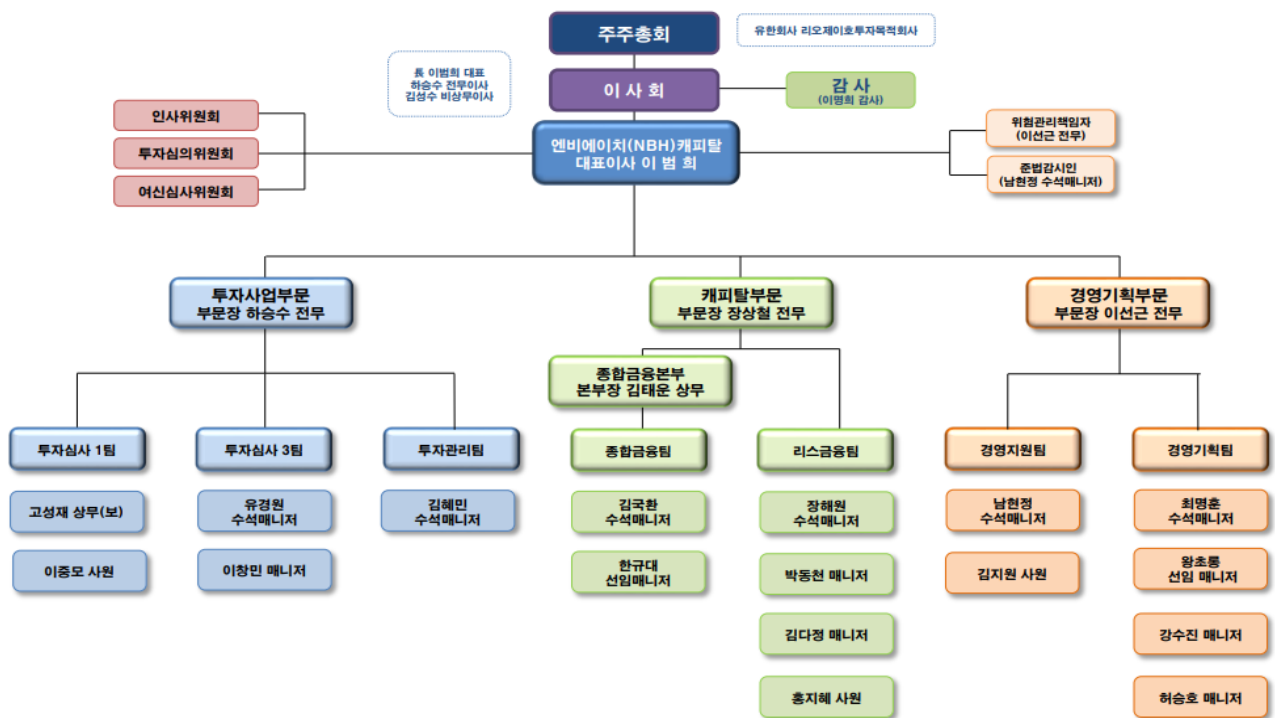 주주총회
유한회사 리오제이호투자목적회사
長 이범희 대표
하승수 전무이사
김성수 비상무이사
이 사 회
감 사
(이명희 감사)
인사위원회
투자심의위원회
여신심사위원회
엔비에이치(NBH)캐피탈
대표이사 이 범 희
위험관리책임자
(이선근 전무)
준법감시인
(남현정 수석매니저)
투자사업부문
부문장 하승수 전무
캐피탈부문
부문장 장상철 전무
경영기획부문
부문장 이선근 전무
종합금융본부
본부장 김태운 상무
투자심사 1팀
투자심사 3팀
투자관리팀
종합금융팀
리스금융팀
경영지원팀
경영기획팀
고성재 상무(보)
유경원
수석매니저
김혜민
수석매니저
김국환
수석매니저
장해원
수석매니저
남현정
수석매니저
최명훈
수석매니저
이중모 사원
이창민 매니저
한규대
선임매니저
박동천 매니저
김지원 사원
왕초롱
선임 매니저
김다정 매니저
강수진 매니저
홍지혜 사원
허승호 매니저